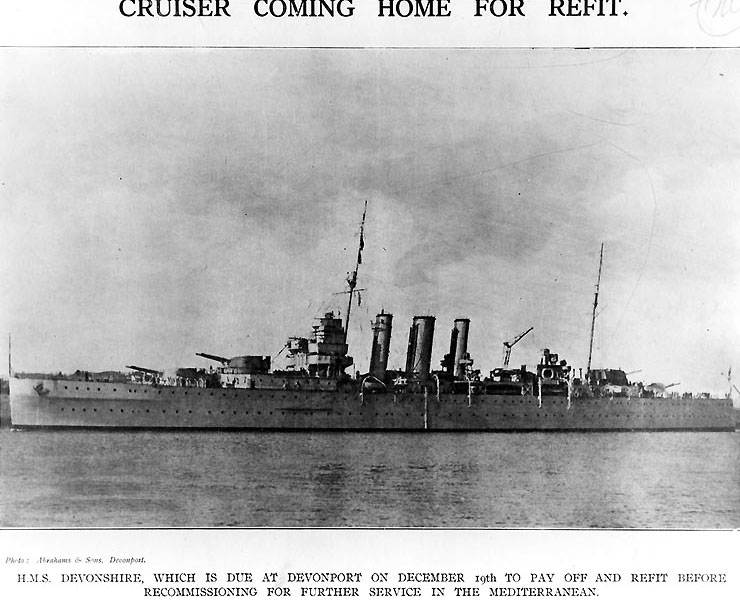 CRUISER COMING HOME FOR REFIT.
Photo: Abrahams & Sons, Devonport.
H.M.S. DEVONSHIRE, WHICH IS DUE AT DEVONPORT ON DECEMBER 19th TO PAY OFF AND REFIT BEFORE
RECOMMISSIONING FOR FURTHER SERVICE IN THE MEDITERRANEAN.